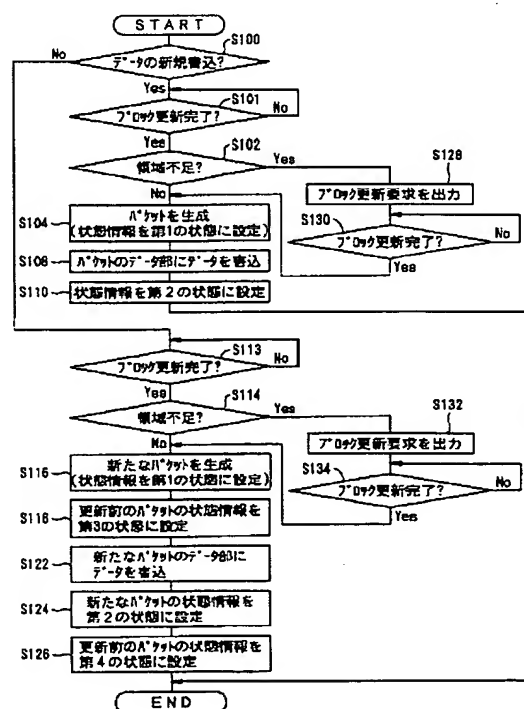 START
S100
No
データの新規書込?
Yes
S101
ブロック更新完了?
No
Yes
S102
領域不足?
Yes
No
S128
ブロック更新要求を出力
S104
パケットを生成
(状態情報を第1の状態に設定)
S130
ブロック更新完了?
No
Yes
S108
パケットのデータ部にデータを書込
S110
状態情報を第2の状態に設定
S113
ブロック更新完了?
No
Yes
S114
領域不足?
Yes
No
S132
ブロック更新要求を出力
S116
新たなパケットを生成
(状態情報を第1の状態に設定)
S134
ブロック更新完了?
No
Yes
S118
更新前のパケットの状態情報を
第3の状態に設定
S122
新たなパケットのデータ部に
データを書込
S124
新たなパケットの状態情報を
第2の状態に設定
S126
更新前のパケットの状態情報を
第4の状態に設定
END